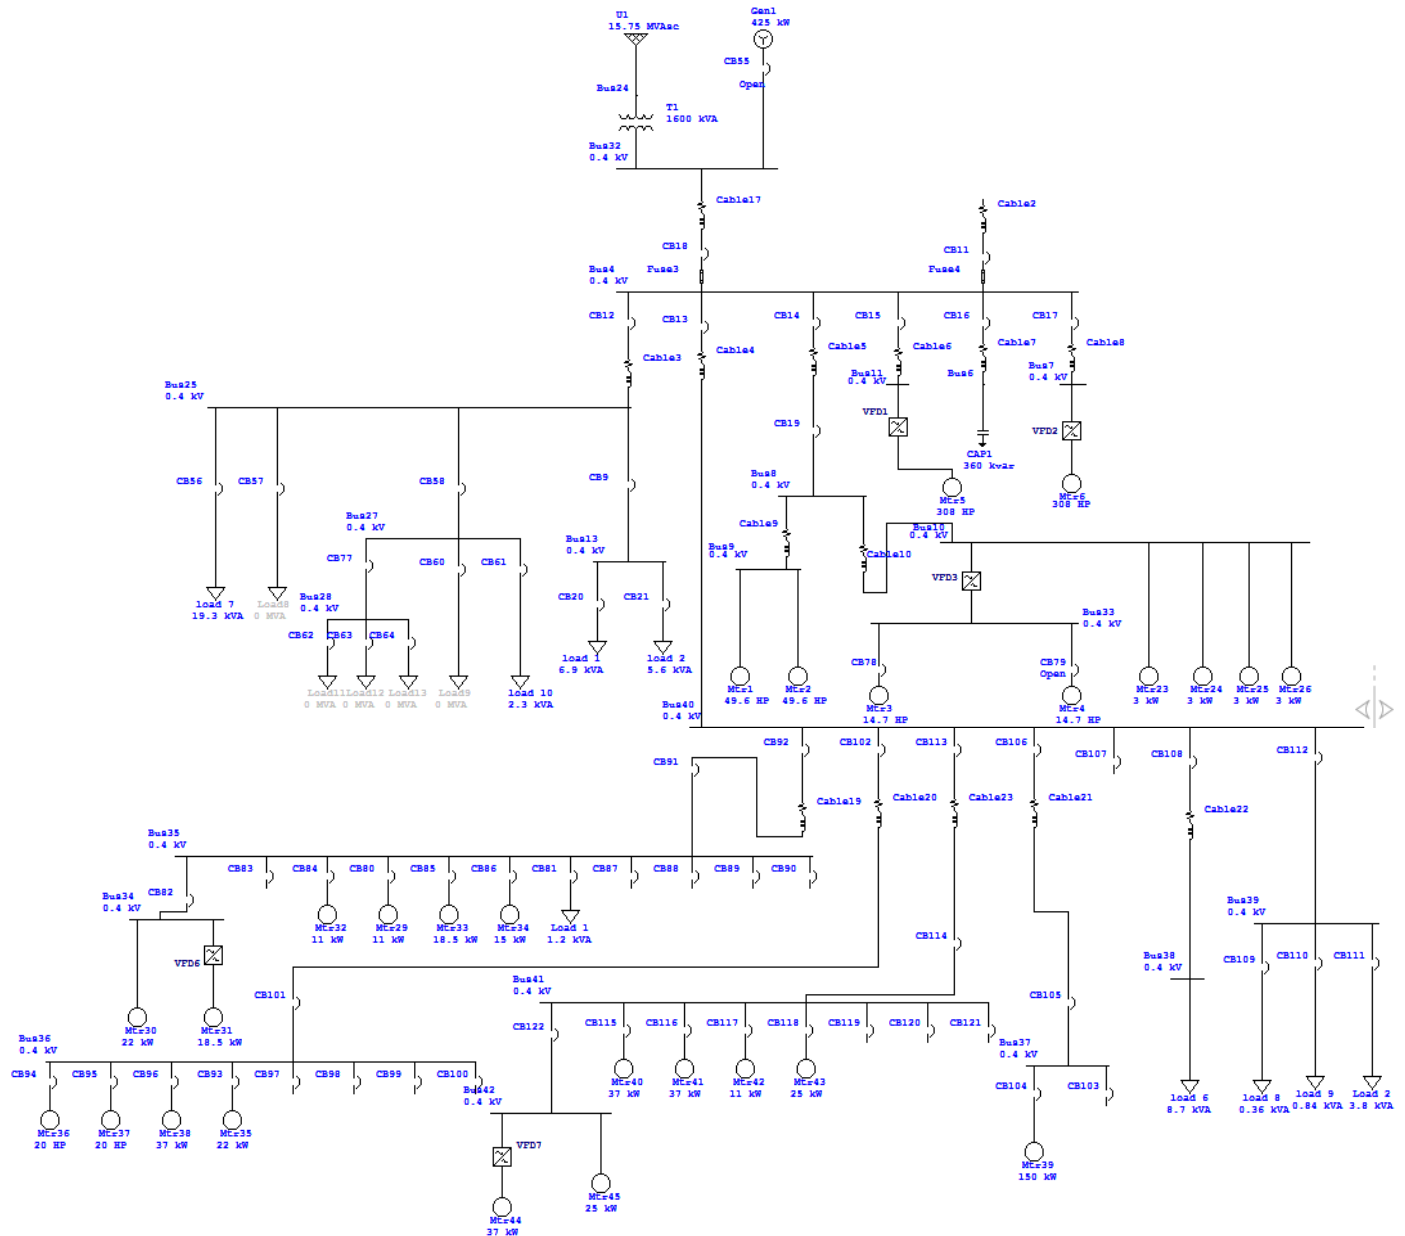 U1
15.75 MVAsc
Gen1
425 kW
CB55
Open
Bus24
T1
1600 kVA
Bus32
0.4 kV
Cable17
Cable2
CB18
CB11
Bus4
0.4 kV
Fuse3
Fuse4
CB12
CB13
CB14
CB15
CB16
CB17
Cable3
Cable4
Cable5
Cable6
Cable7
Cable8
Bus25
0.4 kV
Bus11
0.4 kV
Bus6
Bus7
0.4 kV
VFD1
VFD2
CB19
CAP1
360 kvar
CB56
CB57
CB58
CB9
Bus8
0.4 kV
Mtr5
308 HP
Mtr6
308 HP
Bus27
0.4 kV
Cable9
Bus10
0.4 kV
Bus13
0.4 kV
Bus9
0.4 kV
Cable10
CB77
CB60
CB61
VFD3
load 7
19.3 kVA
Load8
0 MVA
Bus28
0.4 kV
CB20
CB21
Bus33
0.4 kV
CB62
CB63
CB64
load 1
6.9 kVA
load 2
5.6 kVA
CB78
CB79
Open
Load11
0 MVA
Load12
0 MVA
Load13
0 MVA
Load9
0 MVA
load 10
2.3 kVA
Mtr1
49.6 HP
Mtr2
49.6 HP
Mtr3
14.7 HP
Mtr4
14.7 HP
Mtr23
3 kW
Mtr24
3 kW
Mtr25
3 kW
Mtr26
3 kW
Bus40
0.4 kV
CB92
CB102
CB113
CB106
CB107
CB108
CB112
CB91
Cable19
Cable20
Cable23
Cable21
Cable22
Bus35
0.4 kV
CB83
CB84
CB80
CB85
CB86
CB81
CB87
CB88
CB89
CB90
CB82
Bus34
0.4 kV
Bus39
0.4 kV
Mtr32
11 kW
Mtr29
11 kW
Mtr33
18.5 kW
Mtr34
15 kW
Load 1
1.2 kVA
VFD6
CB114
Bus38
0.4 kV
CB109
CB110
CB111
CB101
Bus41
0.4 kV
CB105
Mtr30
22 kW
Mtr31
18.5 kW
CB122
CB115
CB116
CB117
CB118
CB119
CB120
CB121
Bus36
0.4 kV
Bus37
0.4 kV
CB94
CB95
CB96
CB93
CB97
CB98
CB99
CB100
Bus42
0.4 kV
Mtr40
37 kW
Mtr41
37 kW
Mtr42
11 kW
Mtr43
25 kW
CB104
CB103
load 6
8.7 kVA
load 8
0.36 kVA
load 9
0.84 kVA
Load 2
3.8 kVA
Mtr36
20 HP
Mtr37
20 HP
Mtr38
37 kW
Mtr35
22 kW
VFD7
Mtr39
150 kW
Mtr44
37 kW
Mtr45
25 kW